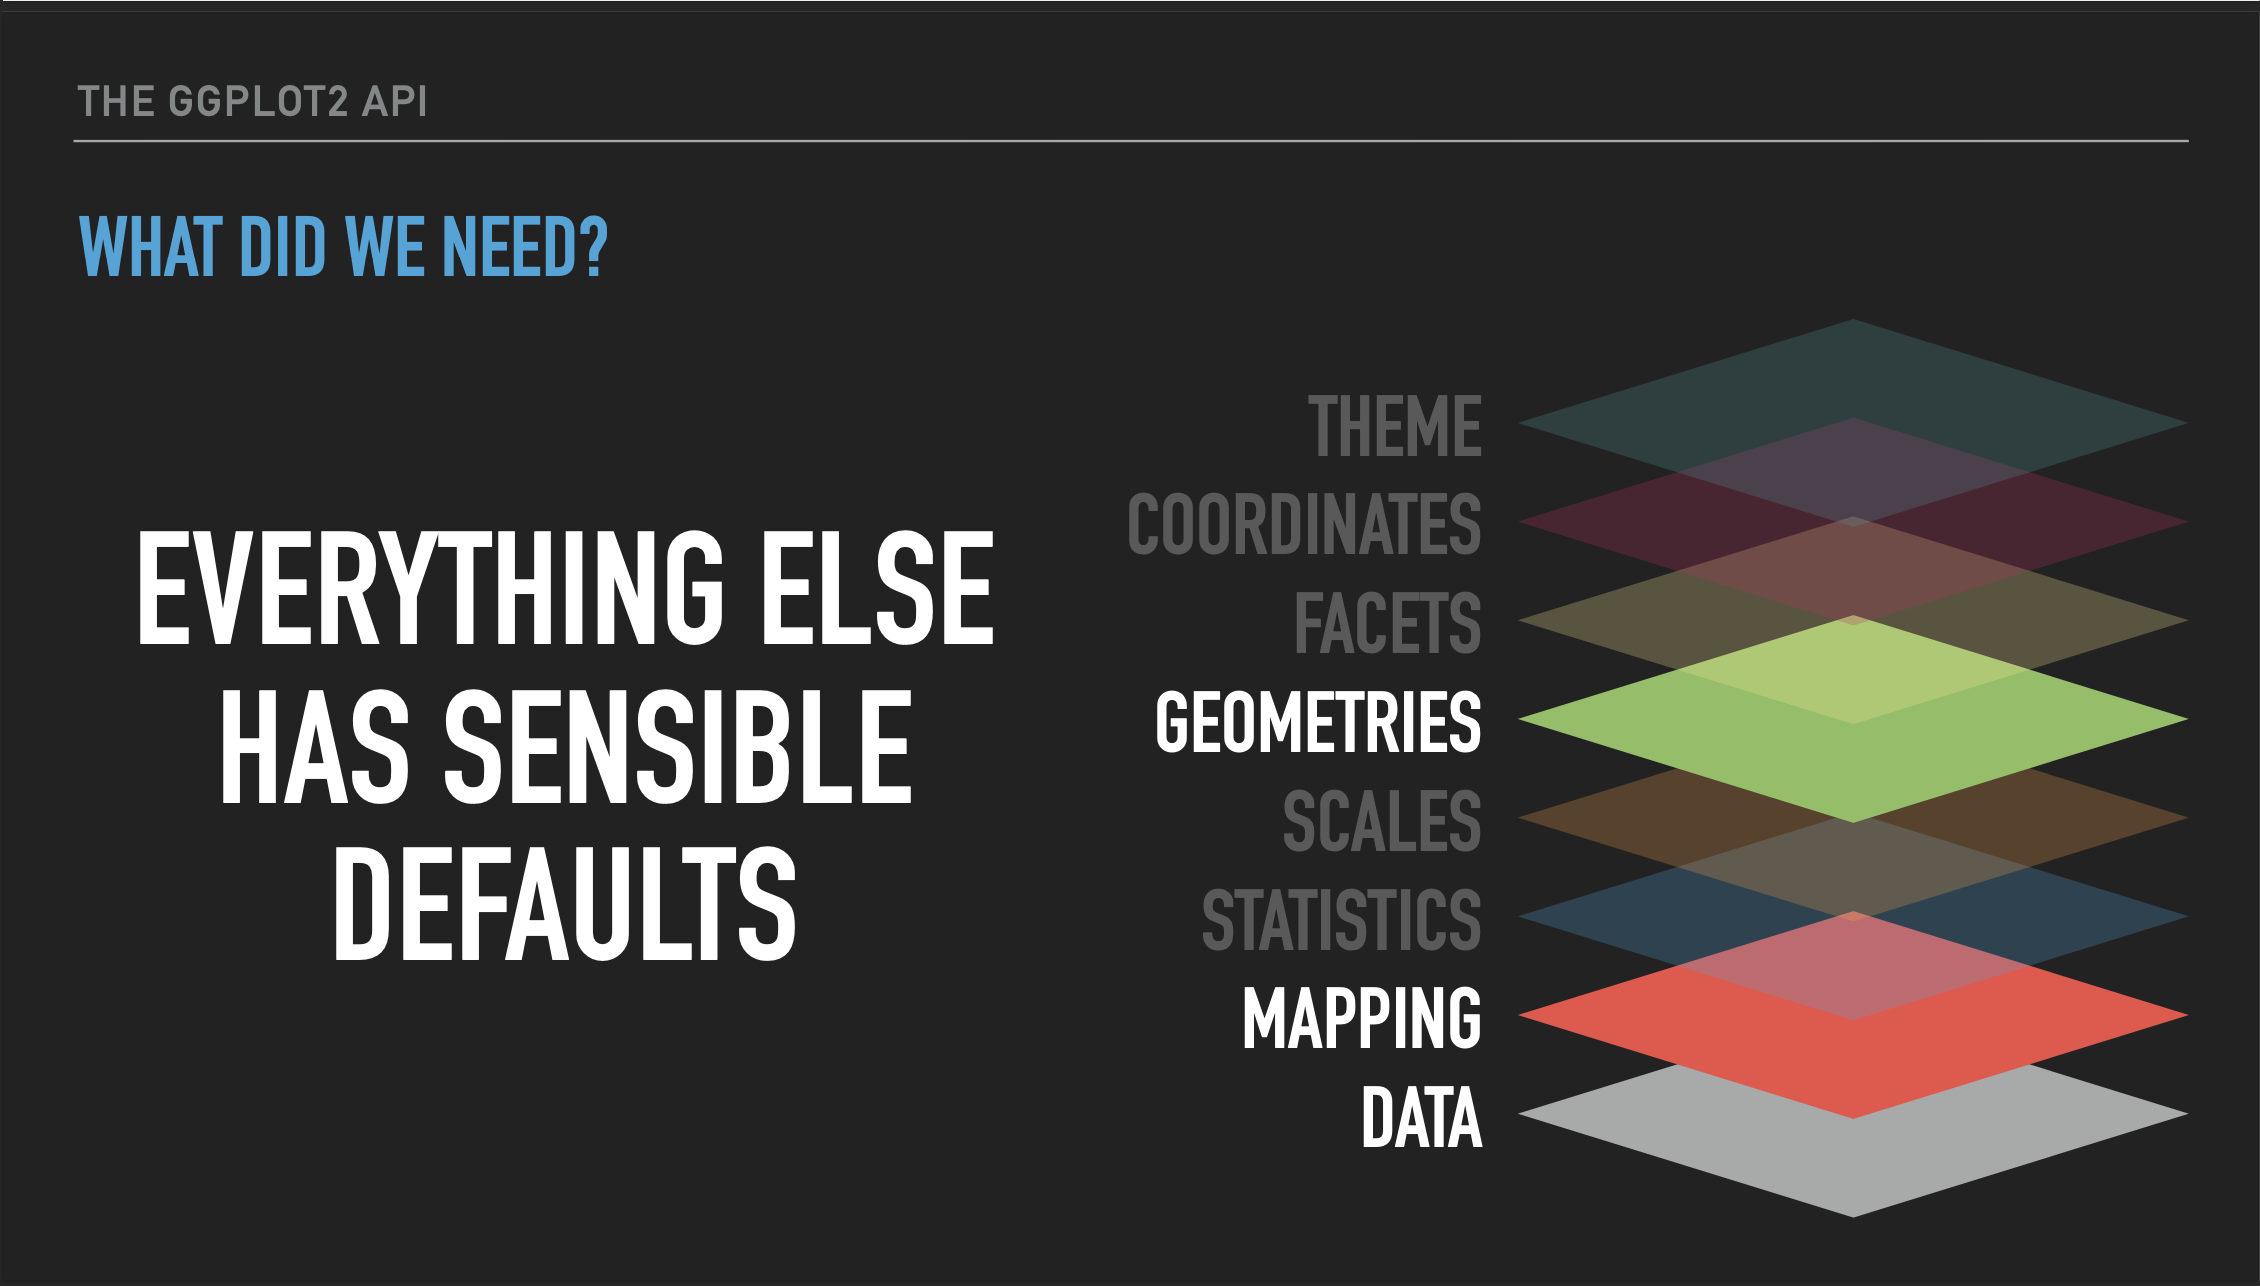 THE GGPLOT2 API
WHAT DID WE NEED?
EVERYTHING ELSE
HAS SENSIBLE
DEFAULTS
THEME
COORDINATES
FACETS
GEOMETRIES
SCALES
STATISTICS
MAPPING
DATA